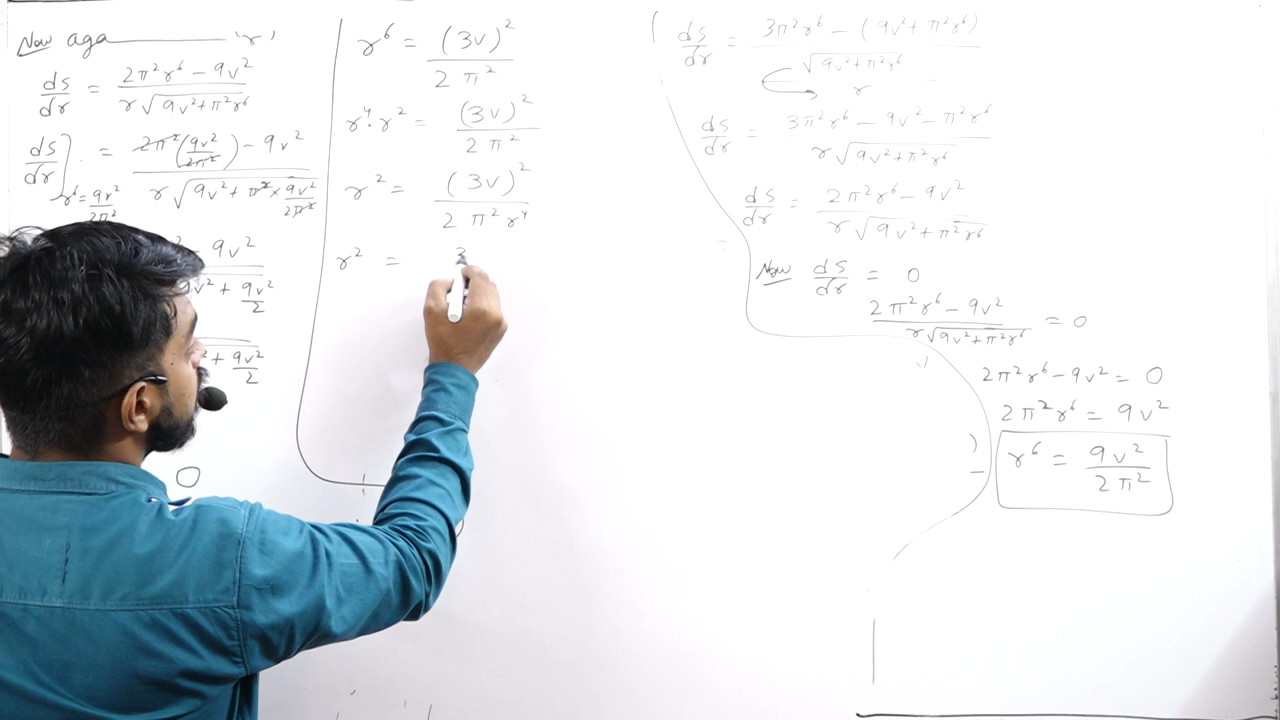 Now aga——— 'r'
ds/dr = (2π²r⁶ - 9v²)/(r√(9v²+π²r⁶))
ds/dr] r⁶=9v²/2π² = (2π²(9v²/2π²) - 9v²)/(r√(9v²+π²×9v²/2π²))
- 9v²
9v² + 9v²/2
+ 9v²/2
0
r⁶ = (3v)²/2π²
r⁴·r² = (3v)²/2π²
r² = (3v)²/2π²r⁴
r² = 3
ds/dr = (3π²r⁶ - (9v²+π²r⁶))/√(9v²+π²r⁶)/r
ds/dr = (3π²r⁶ - 9v² - π²r⁶)/(r√(9v²+π²r⁶))
ds/dr = (2π²r⁶ - 9v²)/(r√(9v²+π²r⁶))
Now ds/dr = 0
(2π²r⁶ - 9v²)/(r√(9v²+π²r⁶)) = 0
2π²r⁶-9v² = 0
2π²r⁶ = 9v²
r⁶ = 9v²/2π²